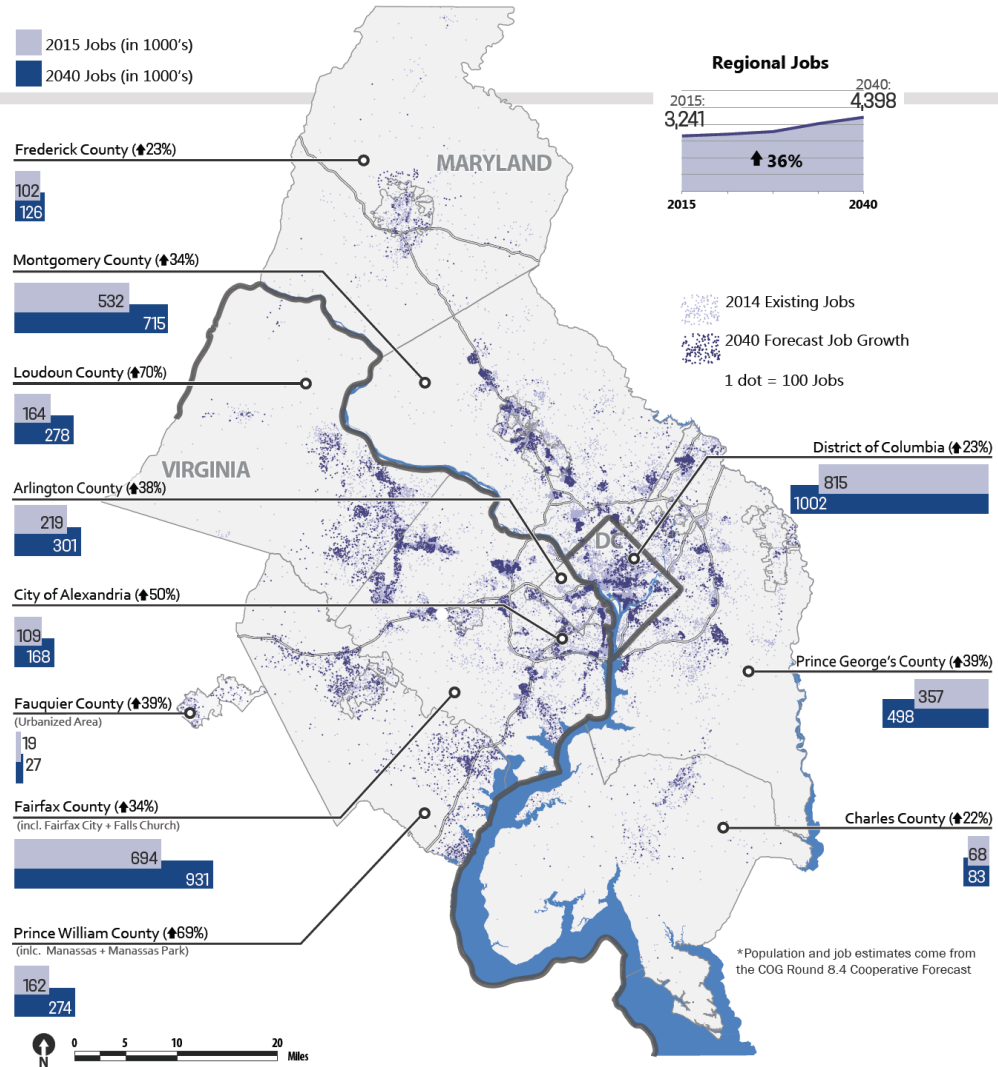 2015 Jobs (in 1000's)
2040 Jobs (in 1000's)
Regional Jobs
2015:
3,241
2040:
4,398
36%
2015
2040
Frederick County (⬆23%)
102
126
MARYLAND
Montgomery County (⬆34%)
532
715
2014 Existing Jobs
2040 Forecast Job Growth
1 dot = 100 Jobs
Loudoun County (⬆70%)
164
278
VIRGINIA
District of Columbia (⬆23%)
815
1002
Arlington County (⬆38%)
219
301
DC
City of Alexandria (⬆50%)
109
168
Prince George's County (⬆39%)
357
498
Fauquier County (⬆39%)
(Urbanized Area)
19
27
Fairfax County (⬆34%)
(incl. Fairfax City + Falls Church)
694
931
Charles County (⬆22%)
68
83
Prince William County (⬆69%)
(inlc. Manassas + Manassas Park)
162
274
*Population and job estimates come from
the COG Round 8.4 Cooperative Forecast
N
0 5 10 20 Miles